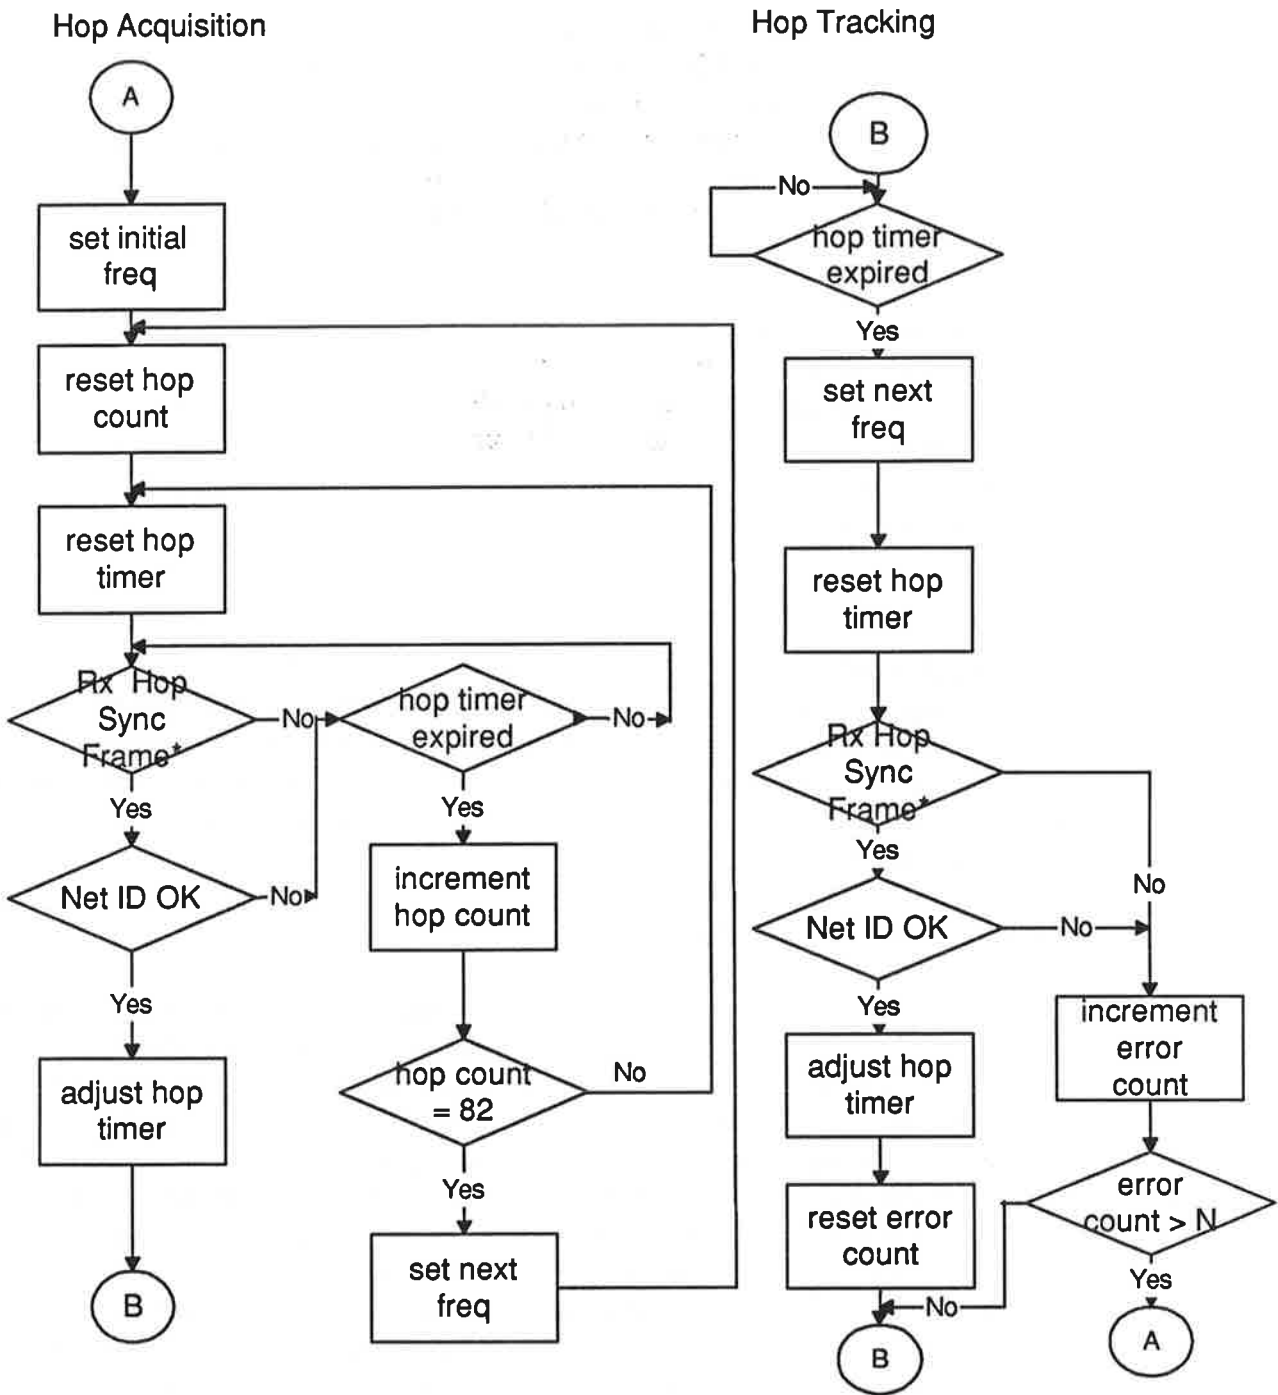 Hop Acquisition
A
set initial
freq
reset hop
count
reset hop
timer
Rx Hop
Sync
Frame*
No
hop timer
expired
No
Yes
Yes
Net ID OK
No
increment
hop count
Yes
hop count
= 82
No
adjust hop
timer
Yes
set next
freq
B
Hop Tracking
B
No
hop timer
expired
Yes
set next
freq
reset hop
timer
Rx Hop
Sync
Frame*
Yes
No
Net ID OK
No
Yes
increment
error
count
adjust hop
timer
error
count > N
reset error
count
Yes
No
B
A